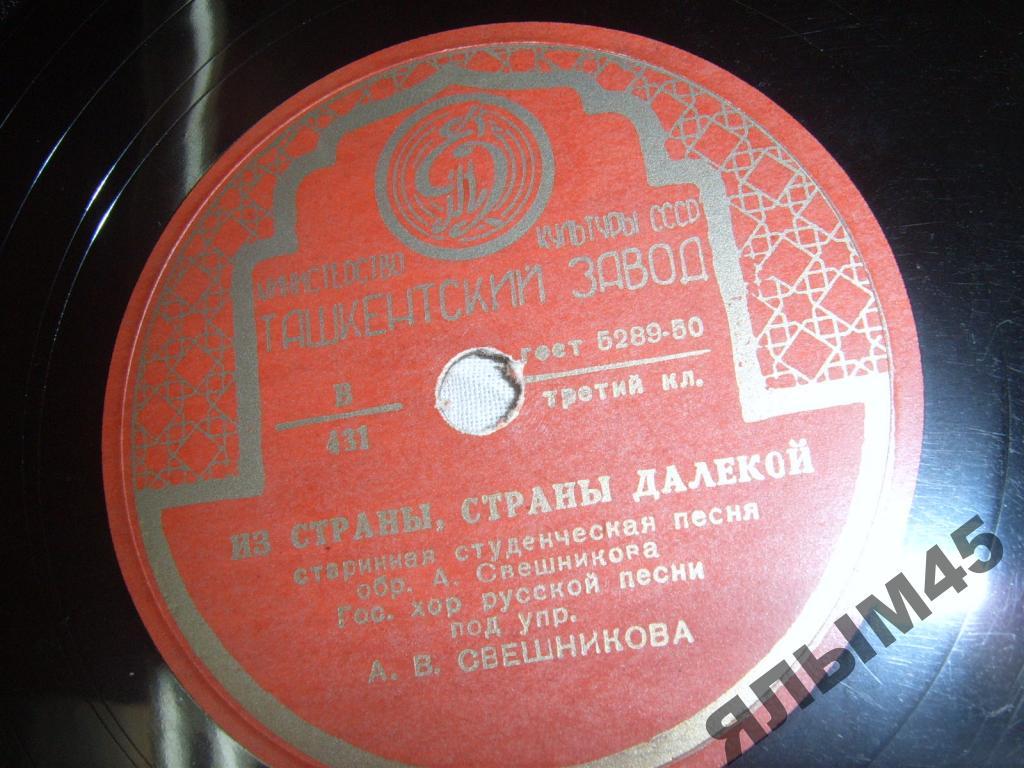 МИНИСТЕРСТВО КУЛЬТУРЫ СССР
ТАШКЕНТСКИЙ ЗАВОД
гост 5289-50
третий кл.
В
431
ИЗ СТРАНЫ, СТРАНЫ ДАЛЕКОЙ
старинная студенческая песня
обр. А. Свешникова
Гос. хор русской песни
под упр.
А. В. СВЕШНИКОВА
ЯЛЫМ45